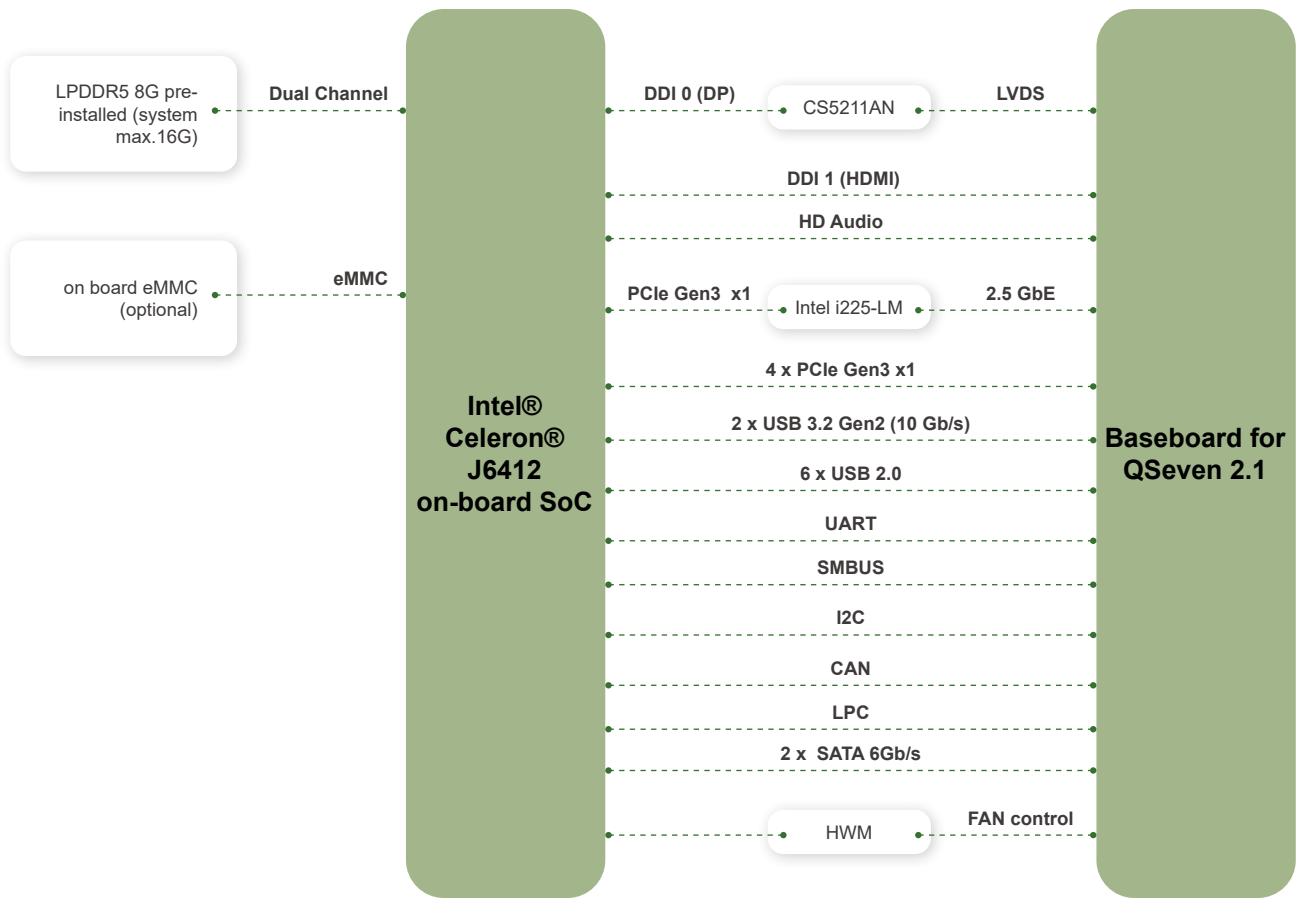 LPDDR5 8G pre-
installed (system
max.16G)
Dual Channel
on board eMMC
(optional)
eMMC
Intel®
Celeron®
J6412
on-board SoC
DDI 0 (DP)
CS5211AN
LVDS
DDI 1 (HDMI)
HD Audio
PCIe Gen3 x1
Intel i225-LM
2.5 GbE
4 x PCIe Gen3 x1
2 x USB 3.2 Gen2 (10 Gb/s)
6 x USB 2.0
UART
SMBUS
I2C
CAN
LPC
2 x SATA 6Gb/s
HWM
FAN control
Baseboard for
QSeven 2.1